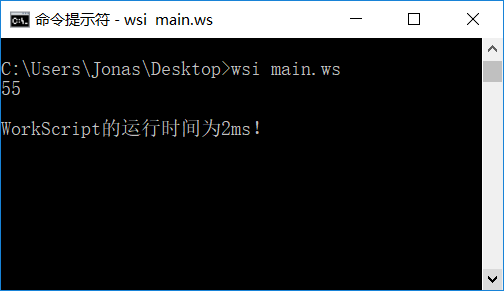 命令提示符 - wsi  main.ws
C:\Users\Jonas\Desktop>wsi main.ws
55
WorkScript的运行时间为2ms!